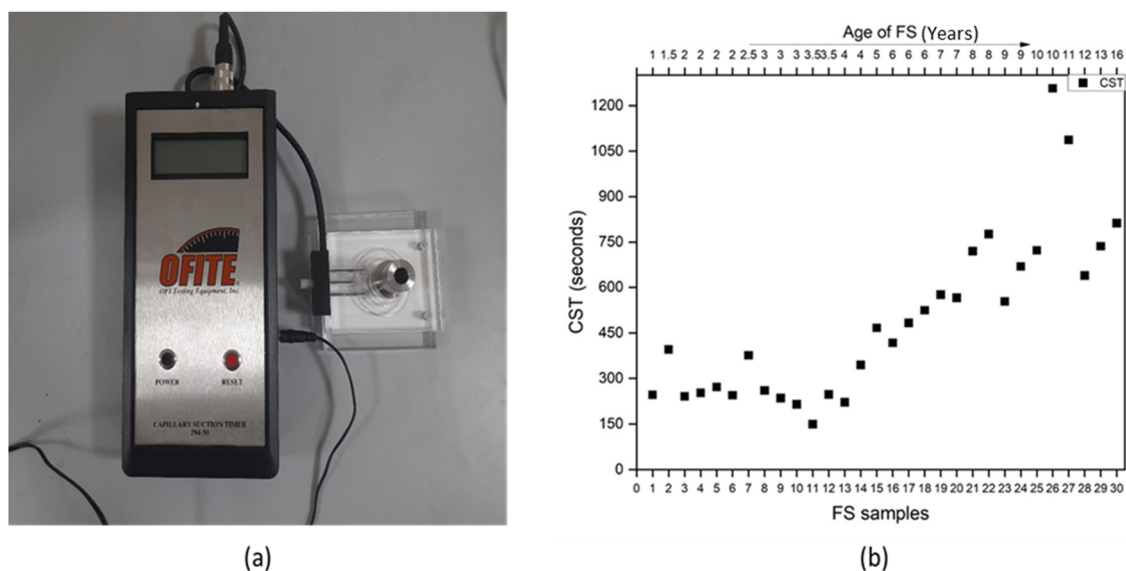 OFITE
OFI Testing Equipment, Inc.
POWER
RESET
CAPILLARY SUCTION TIMER
294-50
(a)
Age of FS (Years)
1 1.5 2 2 2 2 2.5 3 3 3 3.5 3.5 4 4 5 6 6 6 7 7 7 8 9 9 10 10 11 12 13 16
CST
1200
1050
900
750
600
450
300
150
0
CST (seconds)
0 1 2 3 4 5 6 7 8 9 10 11 12 13 14 15 16 17 18 19 20 21 22 23 24 25 26 27 28 29 30
FS samples
(b)